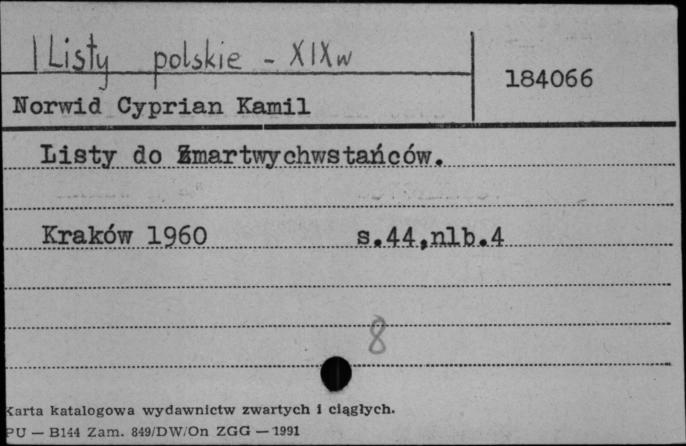 1 Listy polskie - XIXw
184066
Norwid Cyprian Kamil
Listy do Zmartwychwstańców.
Kraków 1960 s.44,nlb.4
8
Karta katalogowa wydawnictw zwartych i ciągłych.
PU — B144 Zam. 849/DW/On ZGG — 1991